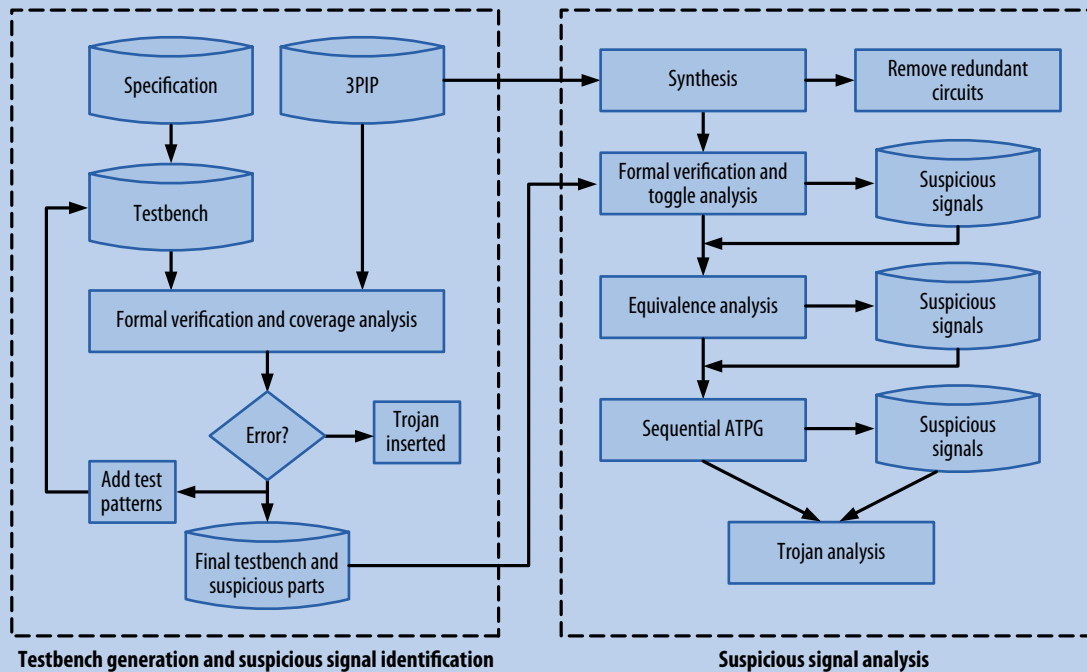 Specification
3PIP
Testbench
Formal verification and coverage analysis
Error?
Trojan
inserted
Add test
patterns
Final testbench and
suspicious parts
Testbench generation and suspicious signal identification
Synthesis
Remove redundant
circuits
Formal verification and
toggle analysis
Suspicious
signals
Equivalence analysis
Suspicious
signals
Sequential ATPG
Suspicious
signals
Trojan analysis
Suspicious signal analysis